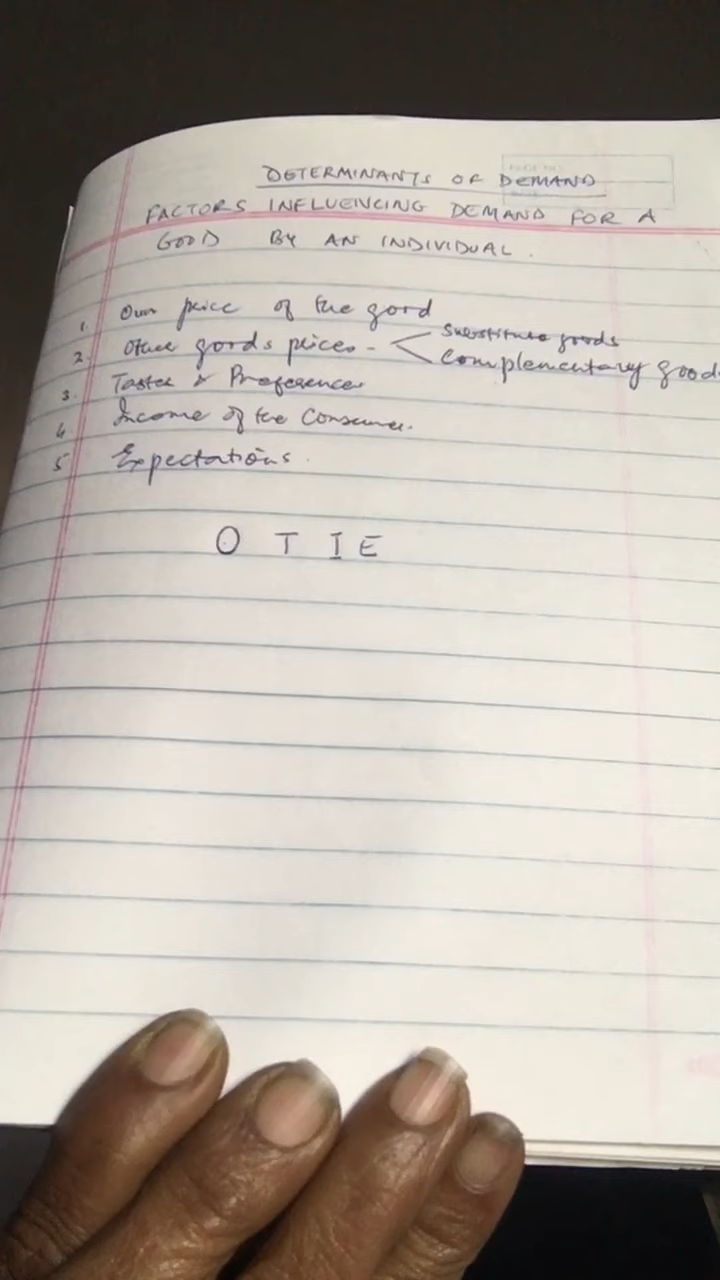 DETERMINANTS OF DEMAND
FACTORS INFLUENCING DEMAND FOR A
GOOD BY AN INDIVIDUAL.
1. Own price of the good
2. Other goods prices - Substitute goods
Complementary goods
3. Tastes & Preferences
4 Income of the Consumer.
5 Expectations.
O T I E